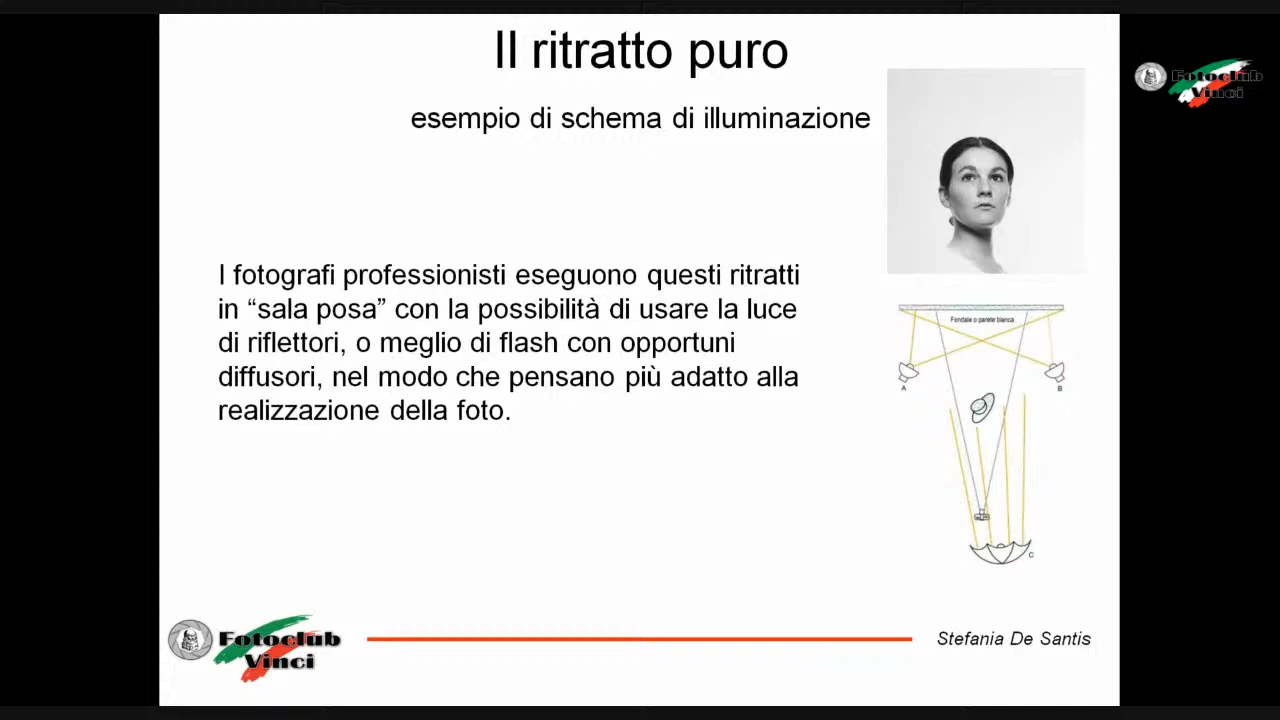 Il ritratto puro
esempio di schema di illuminazione
Fotoclub
Vinci
I fotografi professionisti eseguono questi ritratti
in “sala posa” con la possibilità di usare la luce
di riflettori, o meglio di flash con opportuni
diffusori, nel modo che pensano più adatto alla
realizzazione della foto.
Fondale o parete bianca
A
B
C
Fotoclub
Vinci
Stefania De Santis